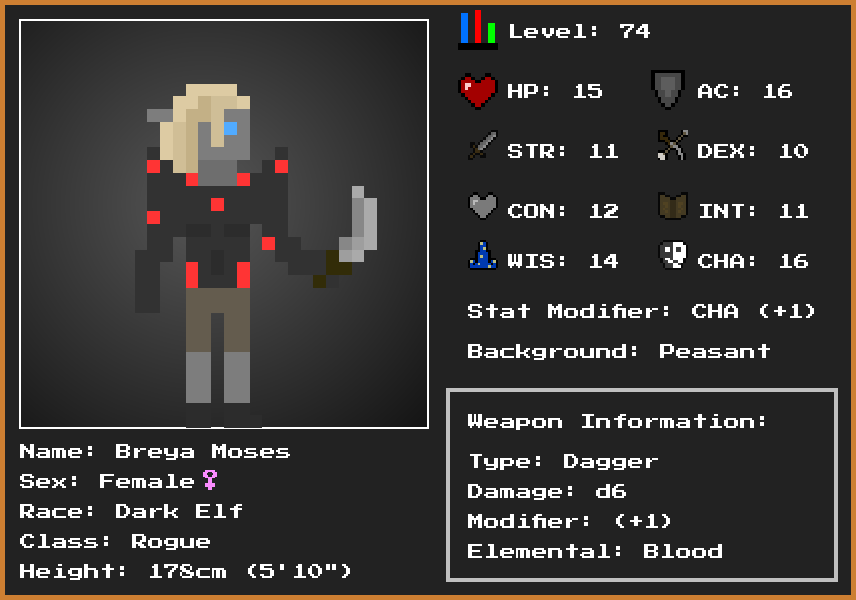 Level: 74
HP: 15
AC: 16
STR: 11
DEX: 10
CON: 12
INT: 11
WIS: 14
CHA: 16
Stat Modifier: CHA (+1)
Background: Peasant
Name: Breya Moses
Sex: Female♀
Race: Dark Elf
Class: Rogue
Height: 178cm (5'10")
Weapon Information:
Type: Dagger
Damage: d6
Modifier: (+1)
Elemental: Blood